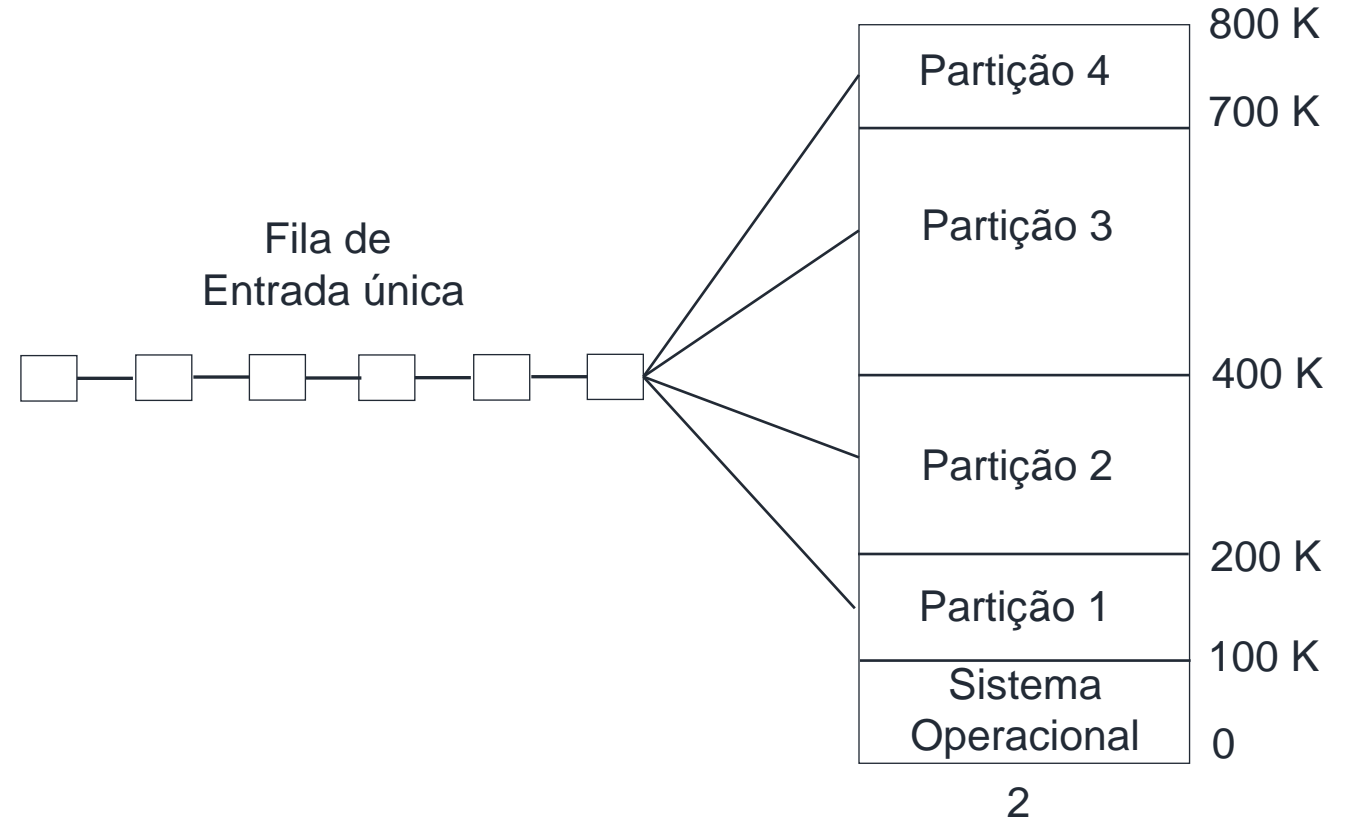 800 K
Partição 4
700 K
Partição 3
Fila de
Entrada única
400 K
Partição 2
200 K
Partição 1
100 K
Sistema
Operacional
0
2